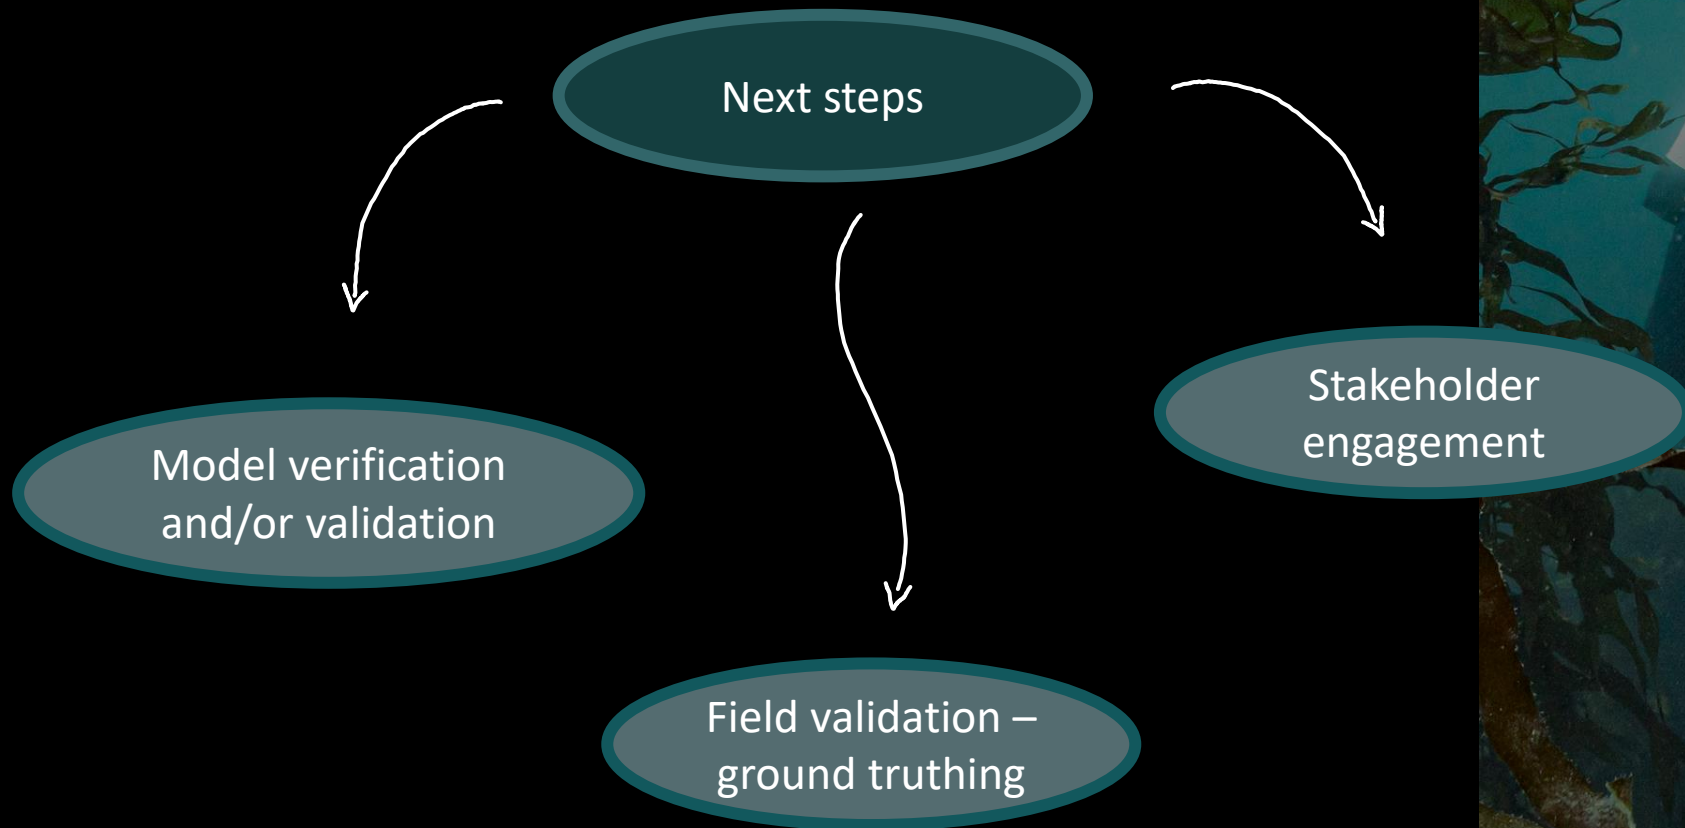 Next steps
Model verification
and/or validation
Field validation –
ground truthing
Stakeholder
engagement